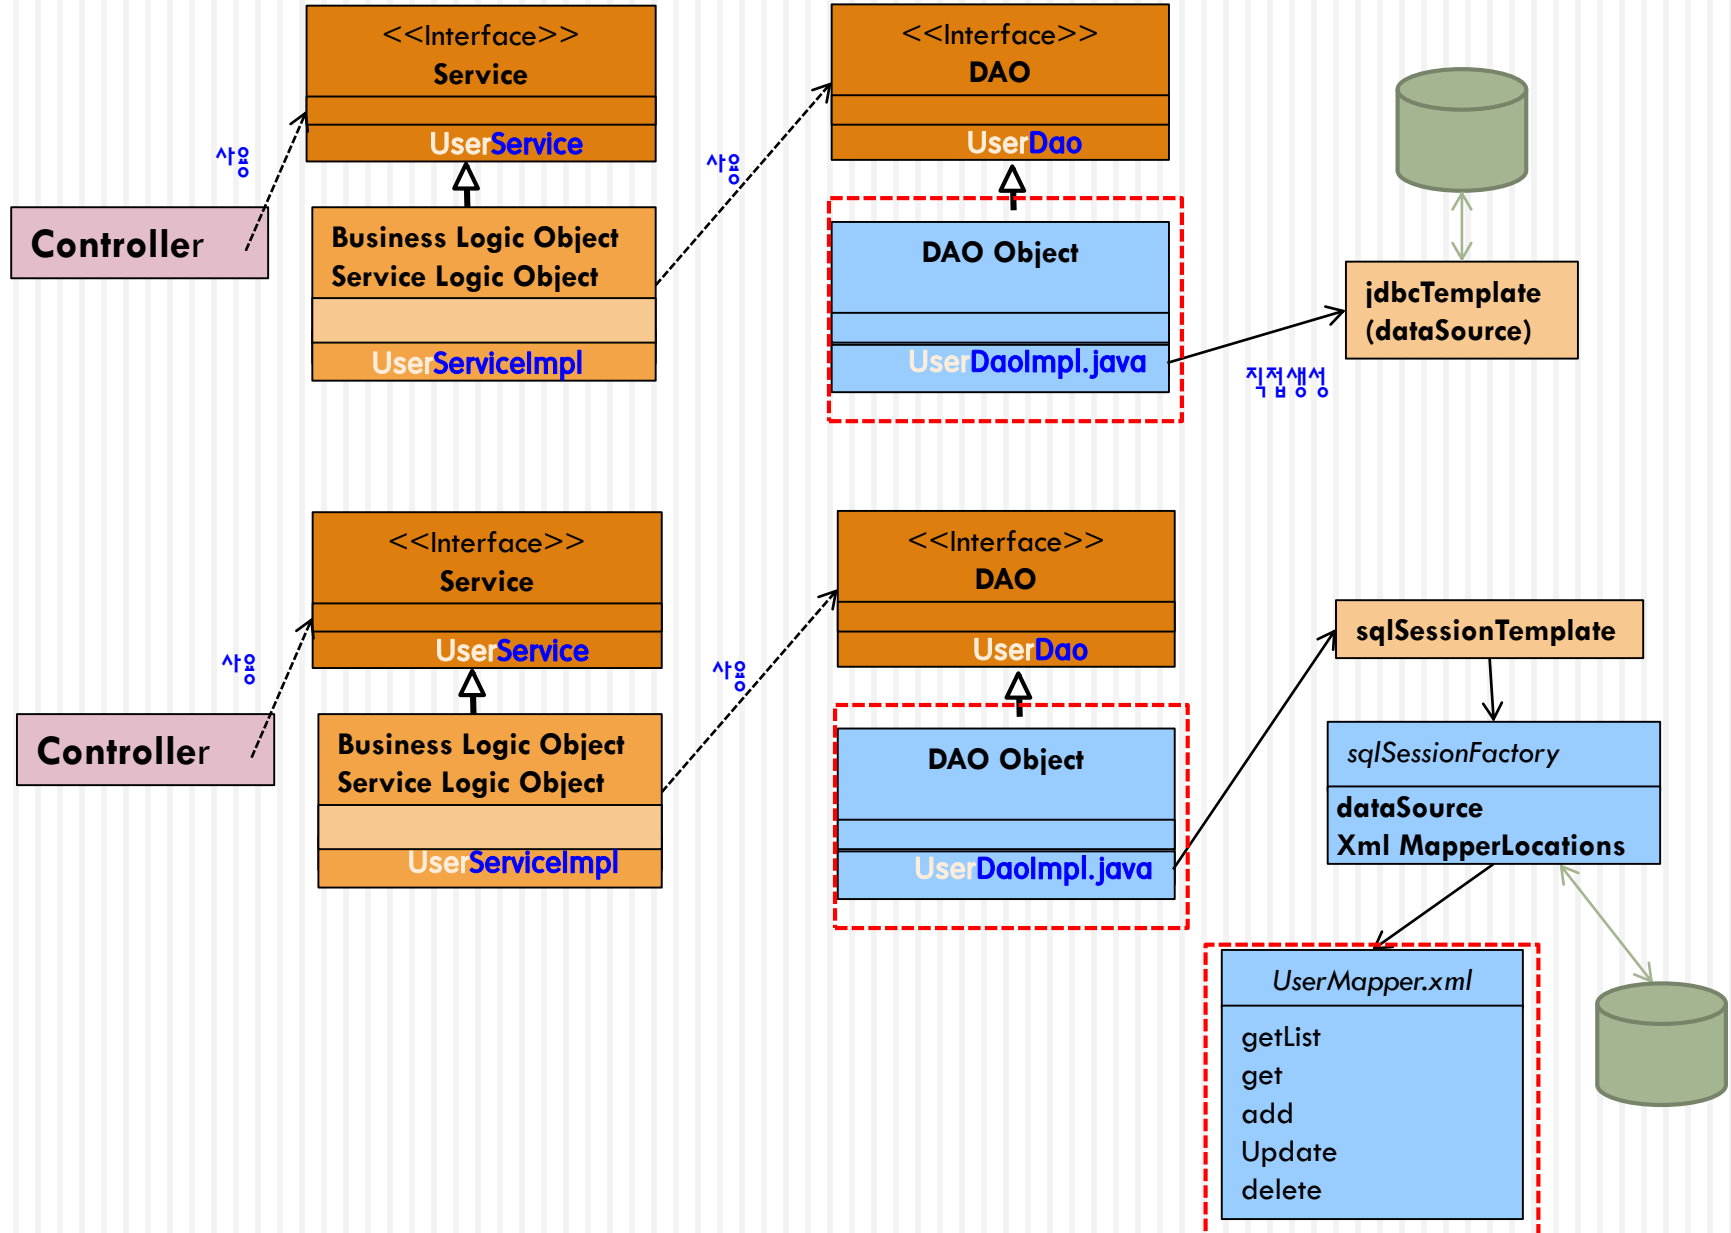 <<Interface>>
Service
UserService
<<Interface>>
DAO
UserDao
사용
사용
Controller
Business Logic Object
Service Logic Object
UserServiceImpl
DAO Object
UserDaoImpl.java
직접생성
jdbcTemplate
(dataSource)
<<Interface>>
Service
UserService
<<Interface>>
DAO
UserDao
사용
사용
Controller
Business Logic Object
Service Logic Object
UserServiceImpl
DAO Object
UserDaoImpl.java
sqlSessionTemplate
sqlSessionFactory
dataSource
Xml MapperLocations
UserMapper.xml
getList
get
add
Update
delete